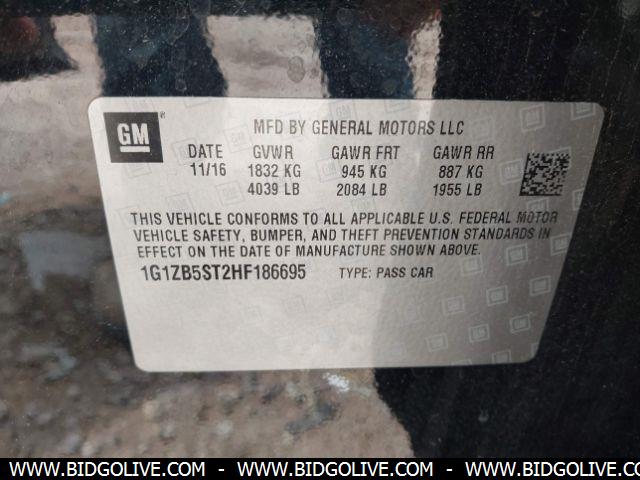 GM
MFD BY GENERAL MOTORS LLC
DATE GVWR GAWR FRT GAWR RR
11/16 1832 KG 945 KG 887 KG
4039 LB 2084 LB 1955 LB
THIS VEHICLE CONFORMS TO ALL APPLICABLE U.S. FEDERAL MOTOR
VEHICLE SAFETY, BUMPER, AND THEFT PREVENTION STANDARDS IN
EFFECT ON THE DATE OF MANUFACTURE SHOWN ABOVE.
1G1ZB5ST2HF186695 TYPE: PASS CAR
WWW.BIDGOLIVE.COM - WWW.BIDGOLIVE.COM - WWW.BIDGOLIVE.COM